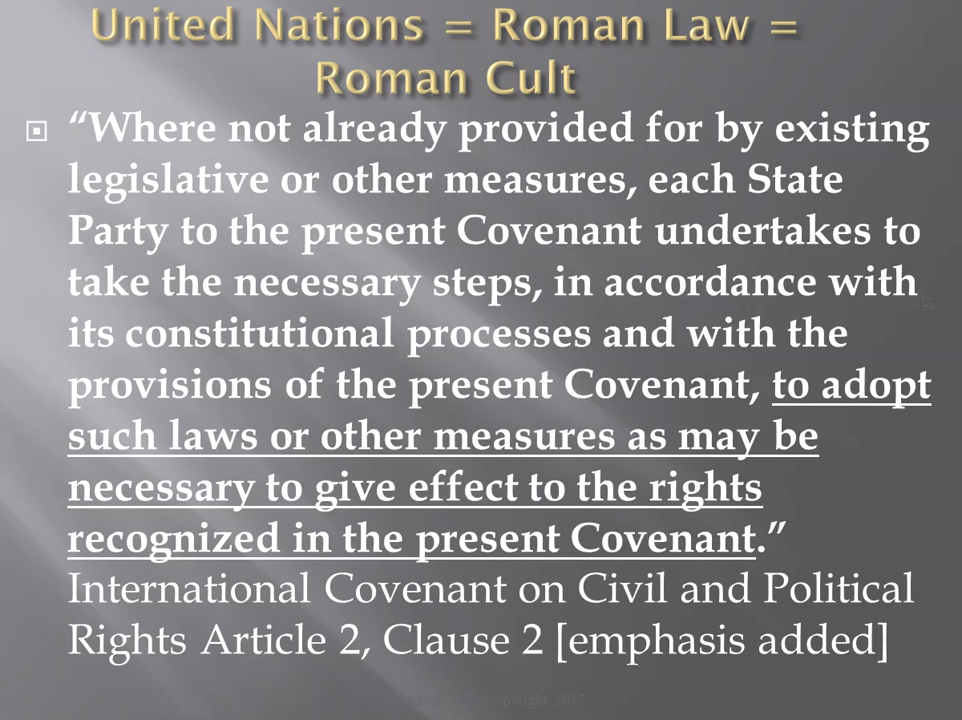 United Nations = Roman Law =
Roman Cult
“Where not already provided for by existing
legislative or other measures, each State
Party to the present Covenant undertakes to
take the necessary steps, in accordance with
its constitutional processes and with the
provisions of the present Covenant, to adopt
such laws or other measures as may be
necessary to give effect to the rights
recognized in the present Covenant.”
International Covenant on Civil and Political
Rights Article 2, Clause 2 [emphasis added]
27
Copyright 2017